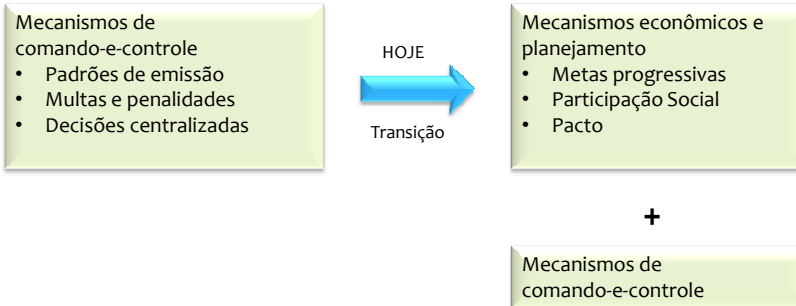 Mecanismos de
comando-e-controle
• Padrões de emissão
• Multas e penalidades
• Decisões centralizadas
HOJE
Transição
Mecanismos econômicos e
planejamento
• Metas progressivas
• Participação Social
• Pacto
+
Mecanismos de
comando-e-controle